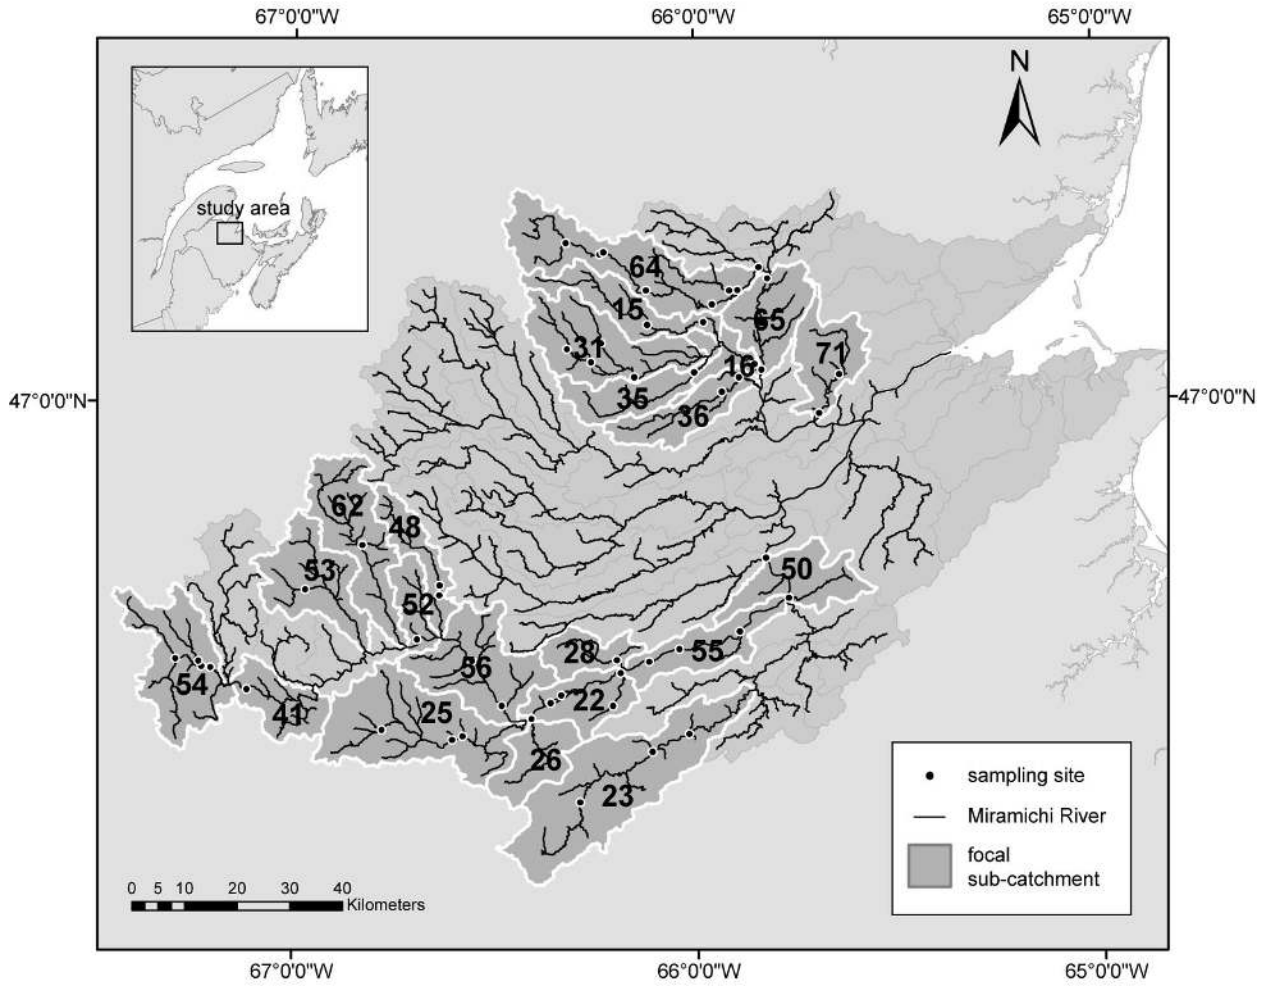 67°0'0"W
66°0'0"W
65°0'0"W
N
study area
64
15
65
31
71
16
35
36
47°0'0"N
47°0'0"N
62
48
53
52
50
28
55
56
54
22
41
25
26
23
sampling site
Miramichi River
focal
sub-catchment
0 5 10 20 30 40
Kilometers
67°0'0"W
66°0'0"W
65°0'0"W